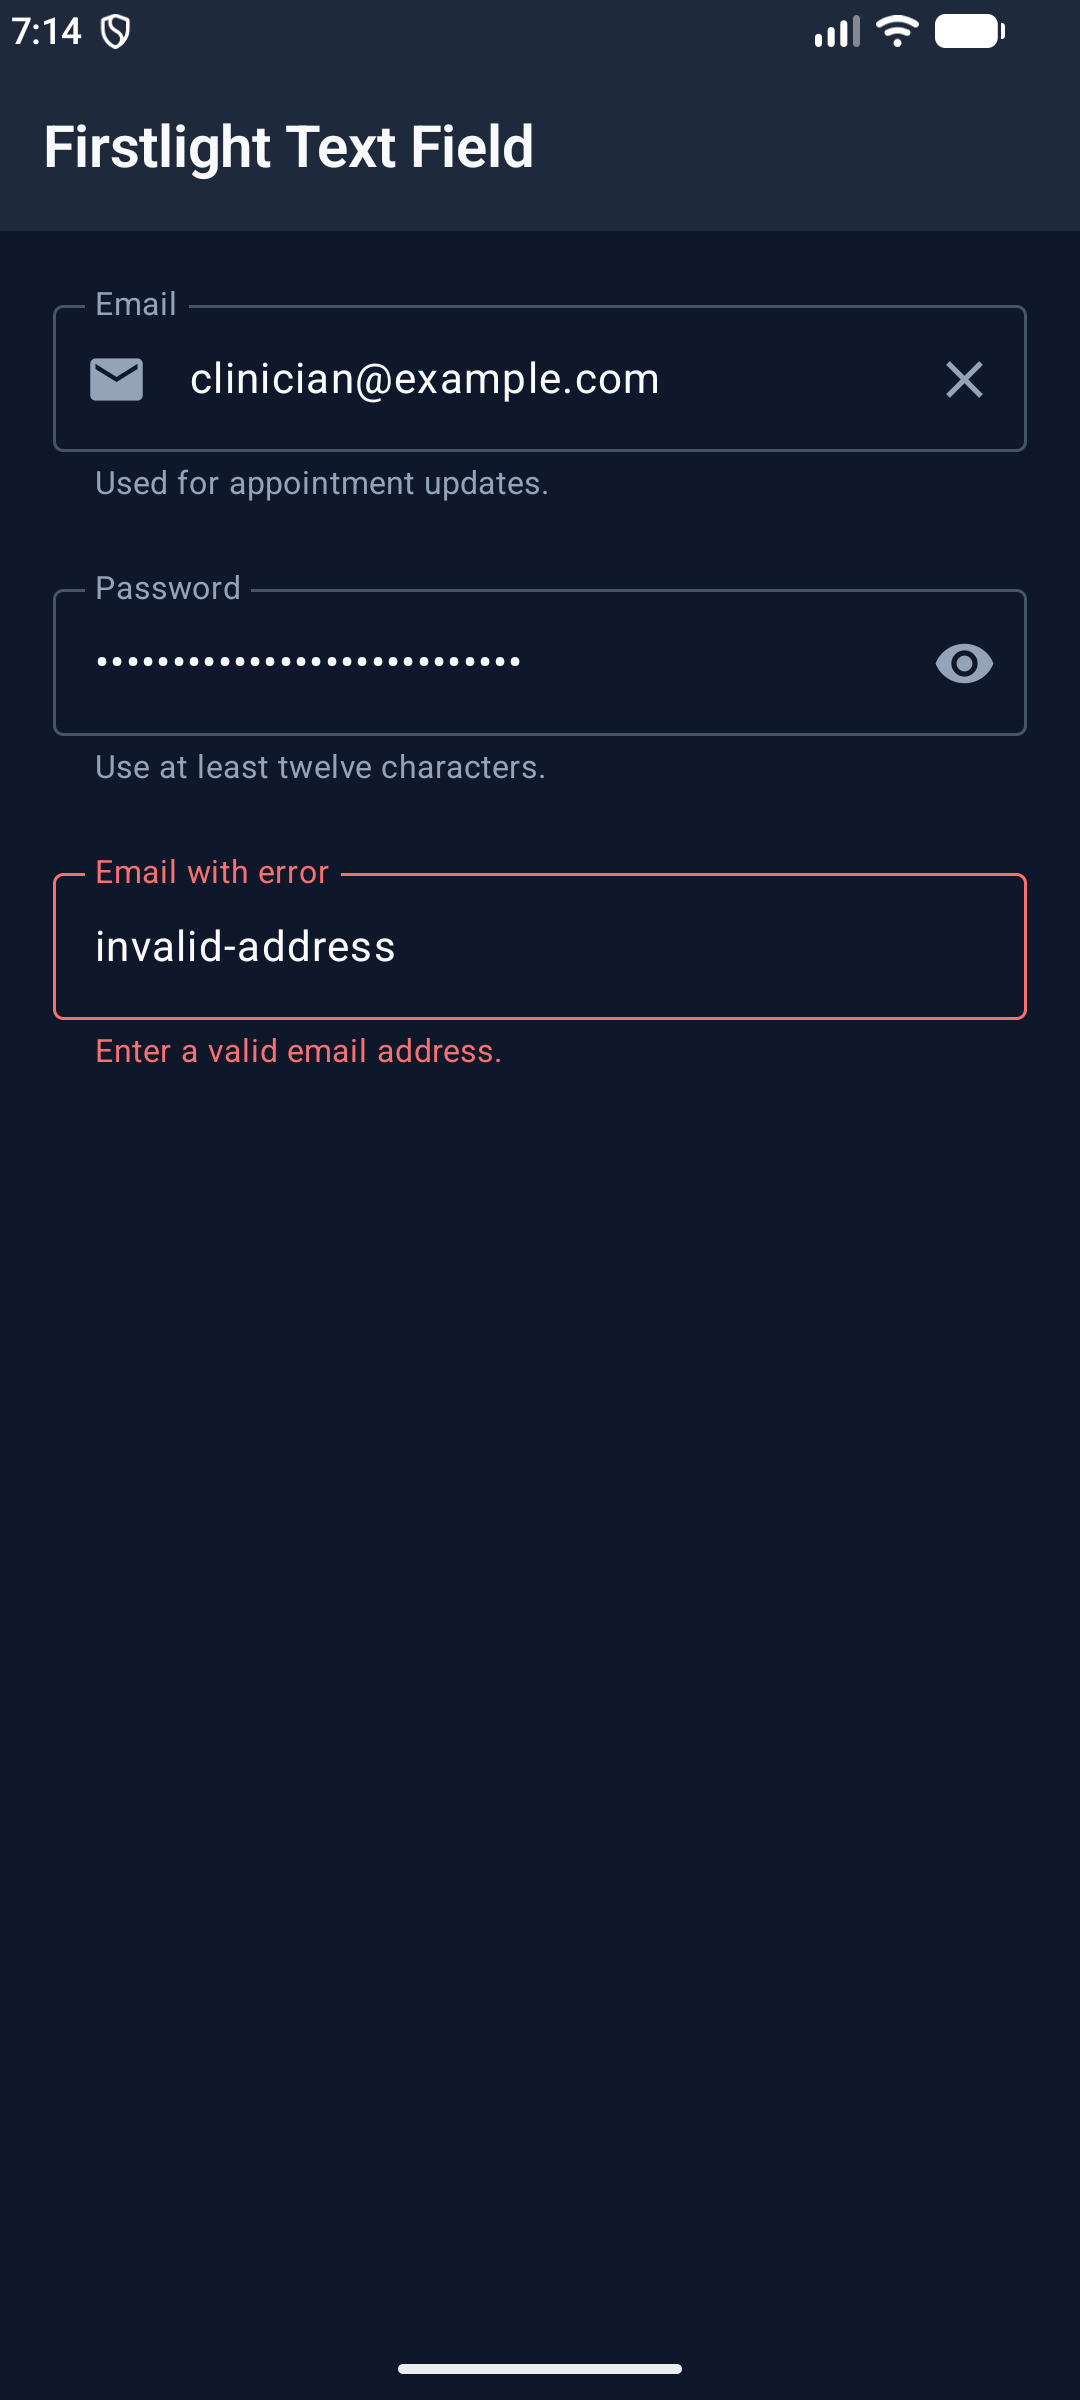 7:14
Firstlight Text Field
Email
clinician@example.com
Used for appointment updates.
Password
••••••••••••••••••••••••••••
Use at least twelve characters.
Email with error
invalid-address
Enter a valid email address.